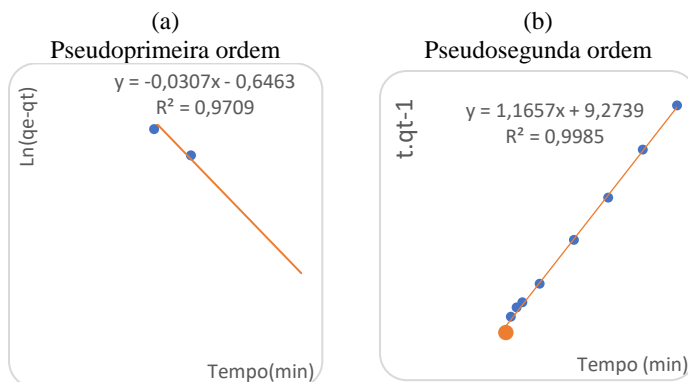 (a)
Pseudoprimeira ordem
y = -0,0307x - 0,6463
R² = 0,9709
Ln(qe-qt)
Tempo(min)
(b)
Pseudosegunda ordem
y = 1,1657x + 9,2739
R² = 0,9985
t.qt-1
Tempo (min)